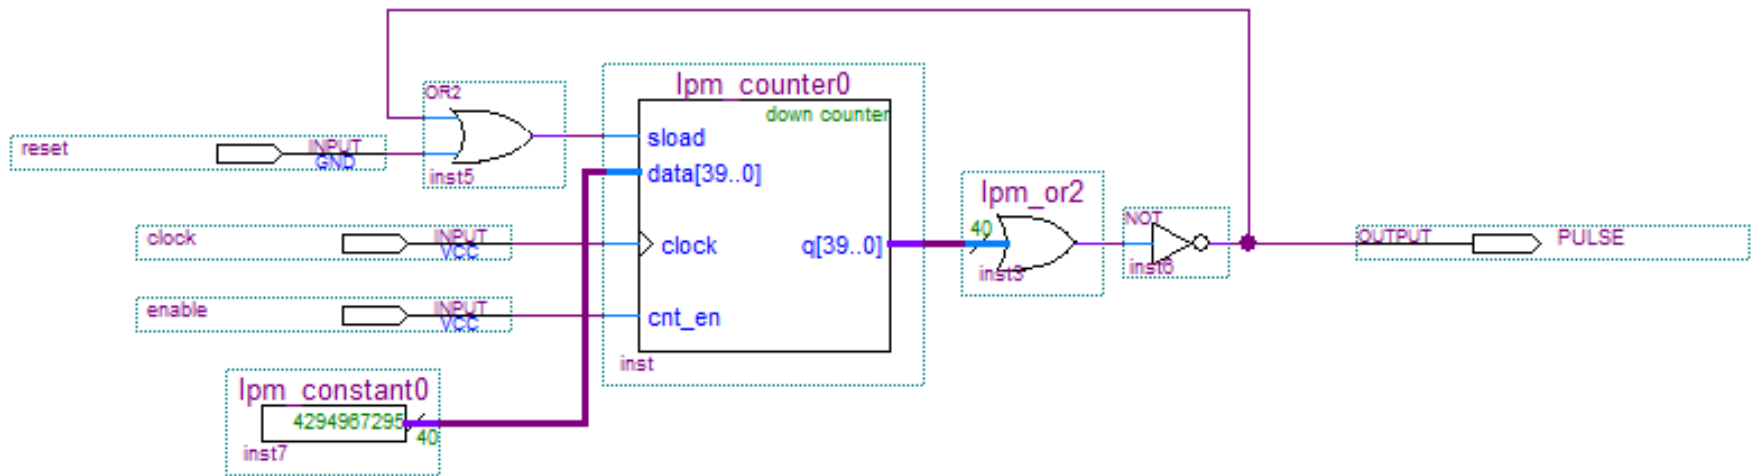 lpm_counter0
down counter
OR2
sload
reset
INPUT
GND
inst5
data[39..0]
lpm_or2
40
inst3
NOT
inst6
OUTPUT
PULSE
clock
INPUT
VCC
clock
q[39..0]
enable
INPUT
VCC
cnt_en
inst
lpm_constant0
4294967295
40
inst7